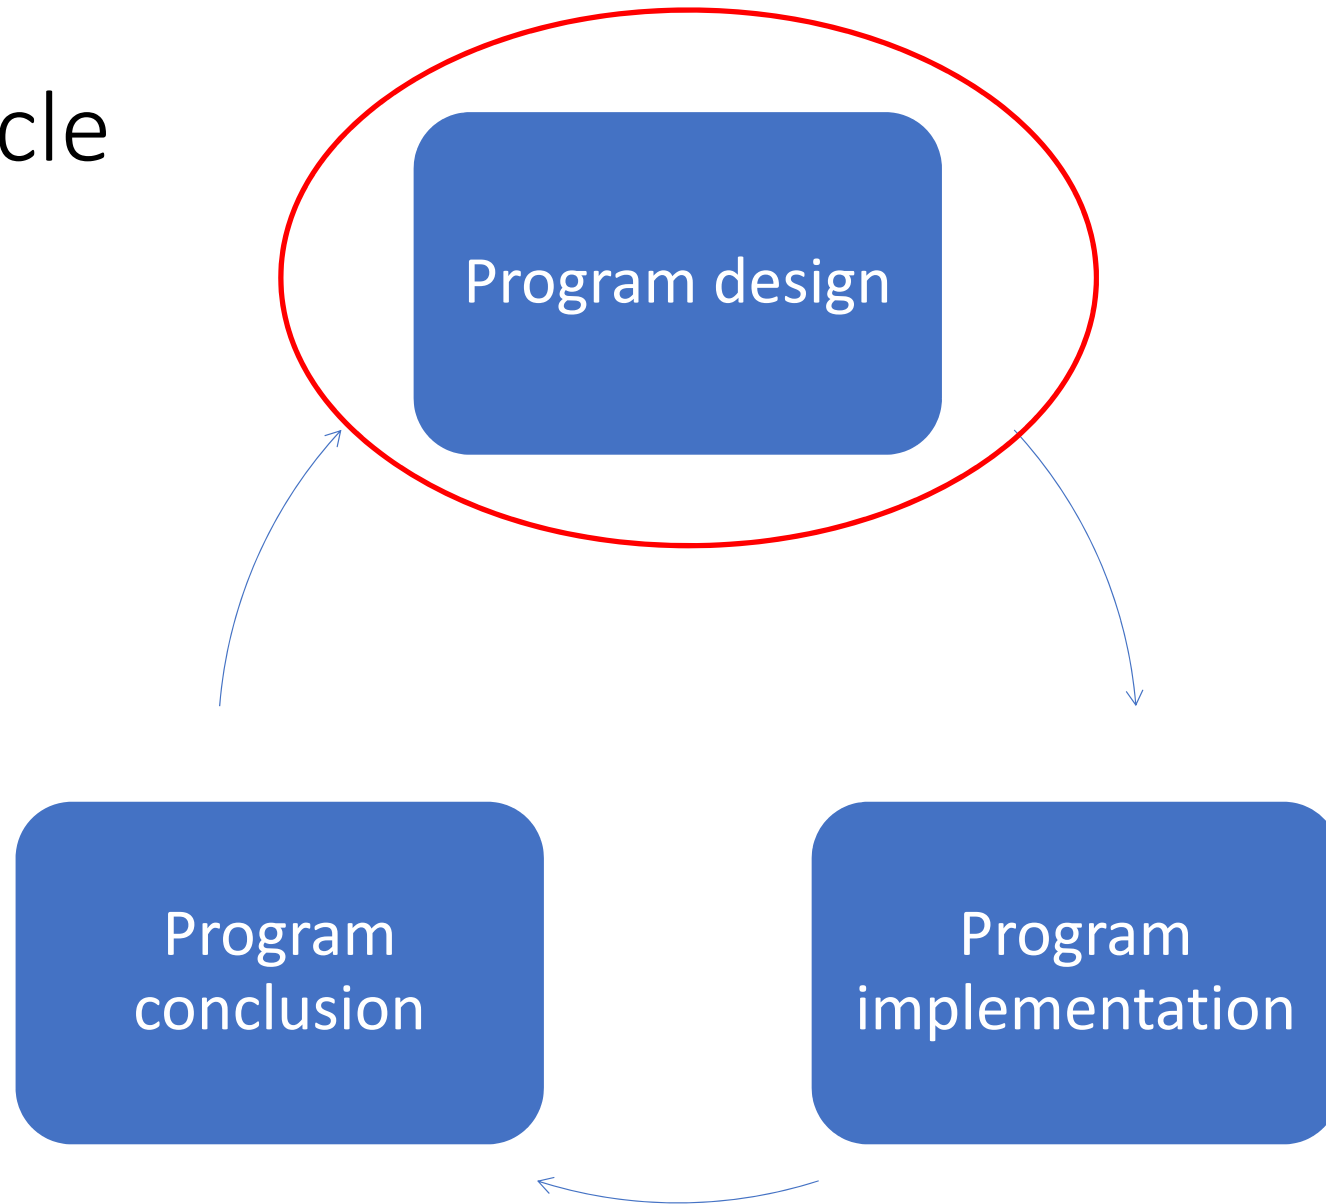 cle
Program design
Program
conclusion
Program
implementation